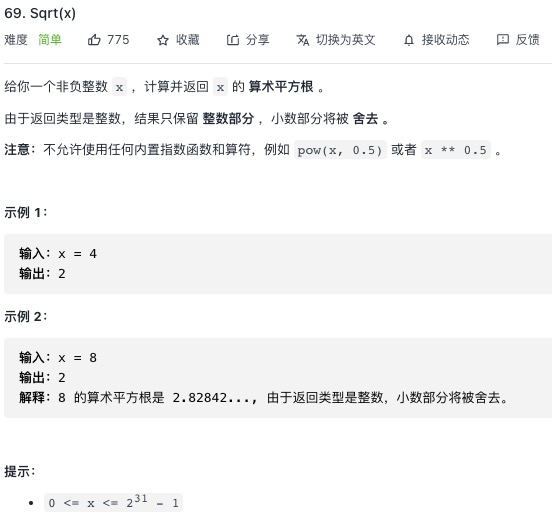 69. Sqrt(x)
难度 简单 775 收藏 分享 切换为英文 接收动态 反馈
给你一个非负整数 x ，计算并返回 x 的 算术平方根 。
由于返回类型是整数，结果只保留 整数部分 ，小数部分将被 舍去 。
注意：不允许使用任何内置指数函数和算符，例如 pow(x, 0.5) 或者 x ** 0.5 。
示例 1：
输入：x = 4
输出：2
示例 2：
输入：x = 8
输出：2
解释：8 的算术平方根是 2.82842..., 由于返回类型是整数，小数部分将被舍去。
提示：
• 0 <= x <= 2³¹ - 1